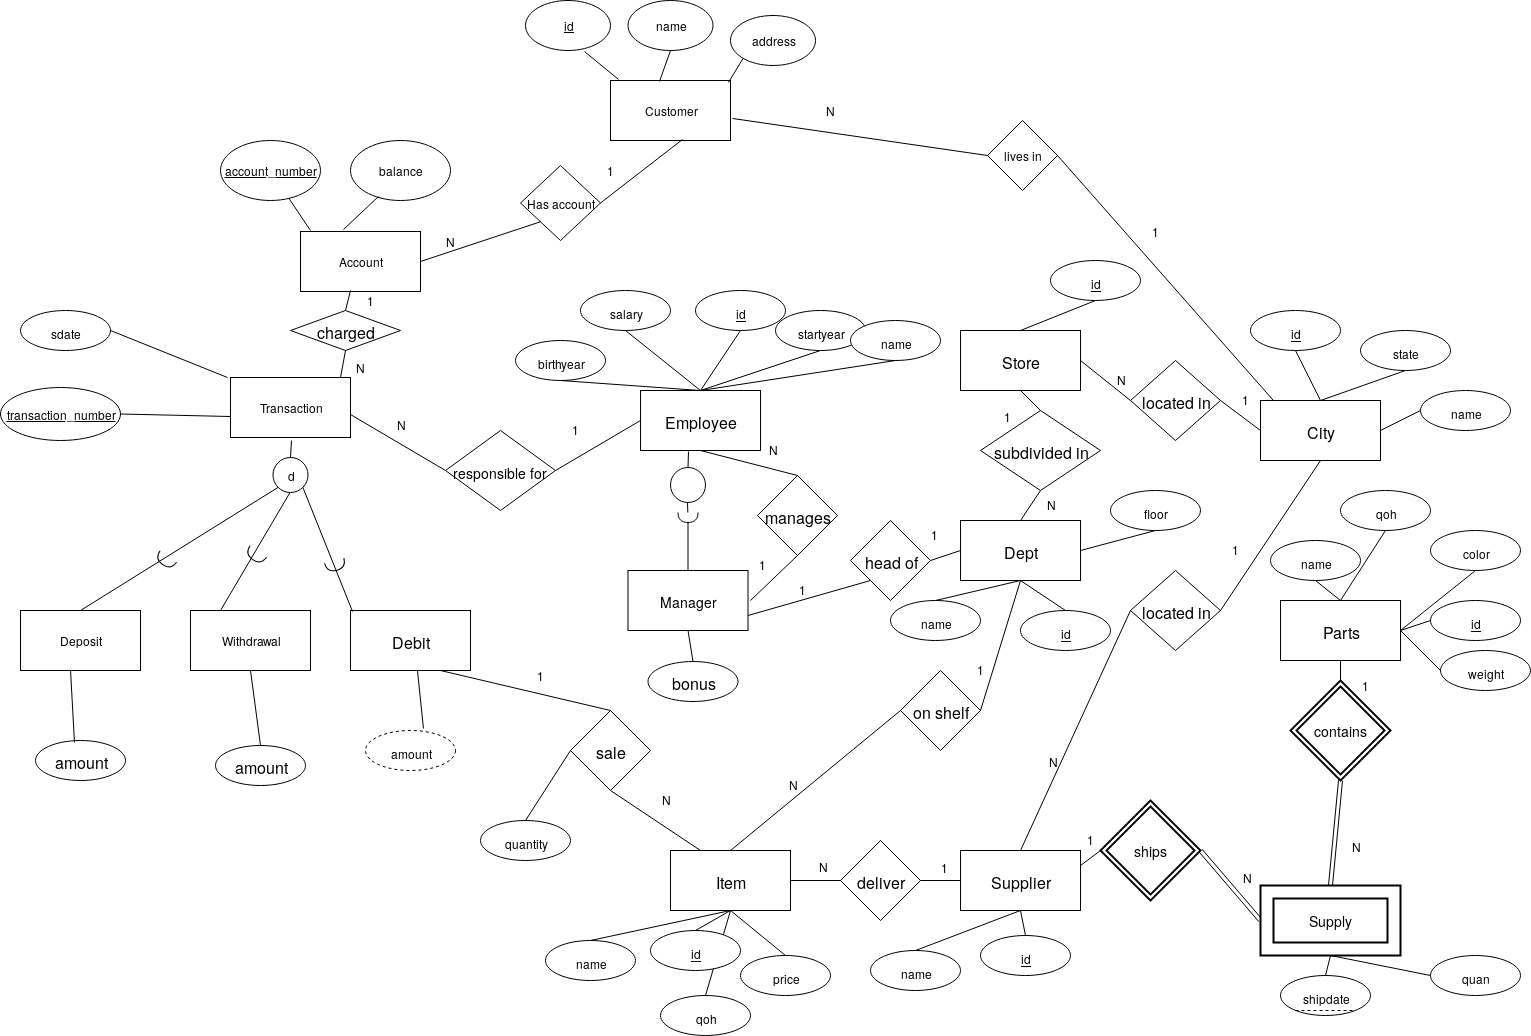 id
name
address
Customer
N
lives in
1
Has account
1
N
account_number
balance
Account
1
charged
N
sdate
transaction_number
Transaction
N
responsible for
1
d
Deposit
Withdrawal
Debit
amount
amount
amount
birthyear
salary
id
startyear
name
Employee
N
manages
1
Manager
bonus
1
head of
1
id
Store
N
located in
1
1
subdivided in
N
Dept
floor
name
id
id
state
name
City
1
located in
N
1
on shelf
N
1
sale
N
quantity
Item
name
id
price
qoh
N
deliver
1
Supplier
name
id
1
ships
N
name
qoh
color
id
weight
Parts
1
contains
N
Supply
shipdate
quan